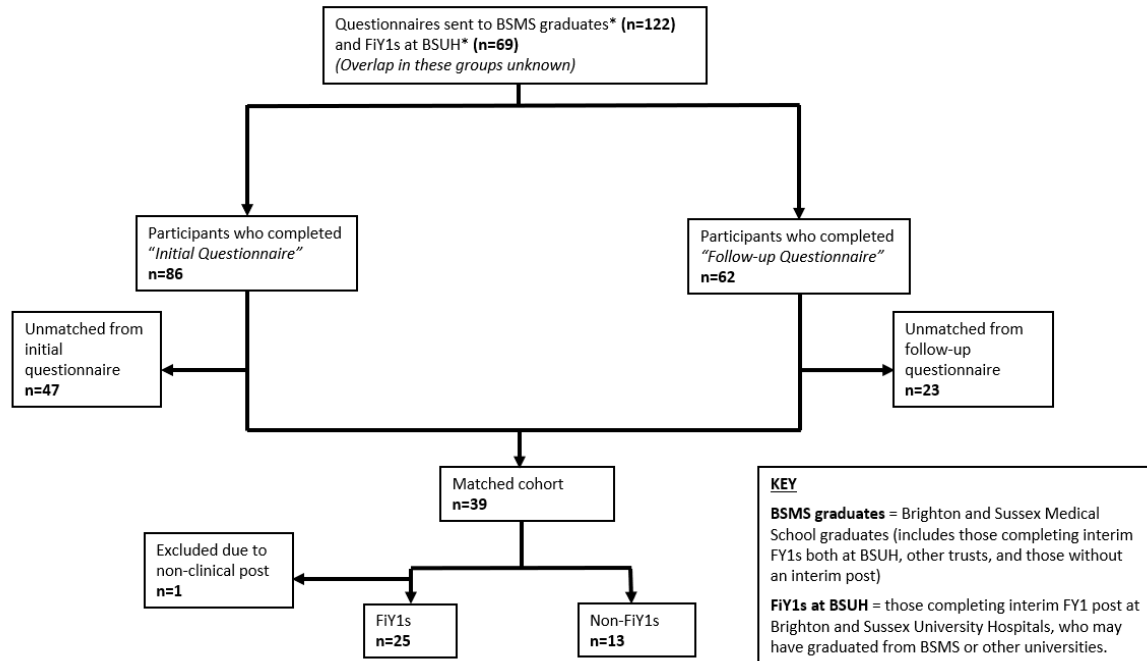 Questionnaires sent to BSMS graduates* (n=122)
and FiY1s at BSUH* (n=69)
(Overlap in these groups unknown)
Participants who completed
“Initial Questionnaire”
n=86
Participants who completed
“Follow-up Questionnaire”
n=62
Unmatched from
initial
questionnaire
n=47
Unmatched from
follow-up
questionnaire
n=23
Matched cohort
n=39
Excluded due to
non-clinical post
n=1
FiY1s
n=25
Non-FiY1s
n=13
KEY
BSMS graduates = Brighton and Sussex Medical
School graduates (includes those completing interim
FY1s both at BSUH, other trusts, and those without
an interim post)
FiY1s at BSUH = those completing interim FY1 post at
Brighton and Sussex University Hospitals, who may
have graduated from BSMS or other universities.